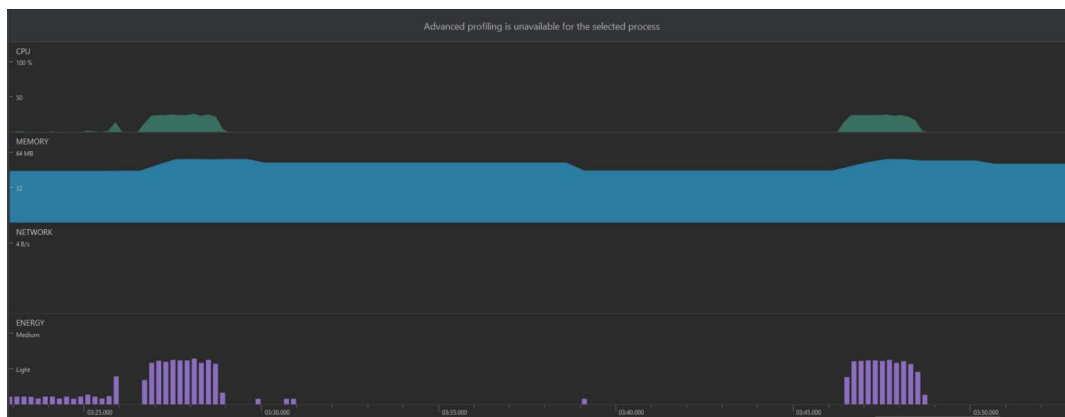 Advanced profiling is unavailable for the selected process
CPU
100 %
50
MEMORY
64 MB
32
NETWORK
4 B/s
ENERGY
Medium
Light
03:25.000 03:30.000 03:35.000 03:40.000 03:45.000 03:50.000